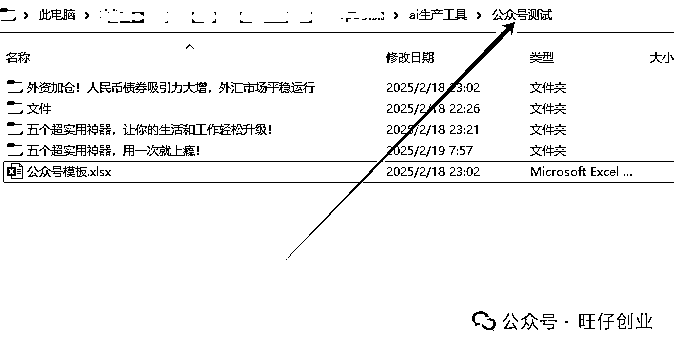 此电脑 › ai生产工具 › 公众号测试
名称 修改日期 类型 大小
外资加仓！人民币债券吸引力大增，外汇市场平稳运行 2025/2/18 23:02 文件夹
文件 2025/2/18 22:26 文件夹
五个超实用神器，让你的生活和工作轻松升级！ 2025/2/18 23:21 文件夹
五个超实用神器，用一次就上瘾！ 2025/2/19 7:57 文件夹
公众号模板.xlsx 2025/2/18 23:02 Microsoft Excel ...
公众号 · 旺仔创业